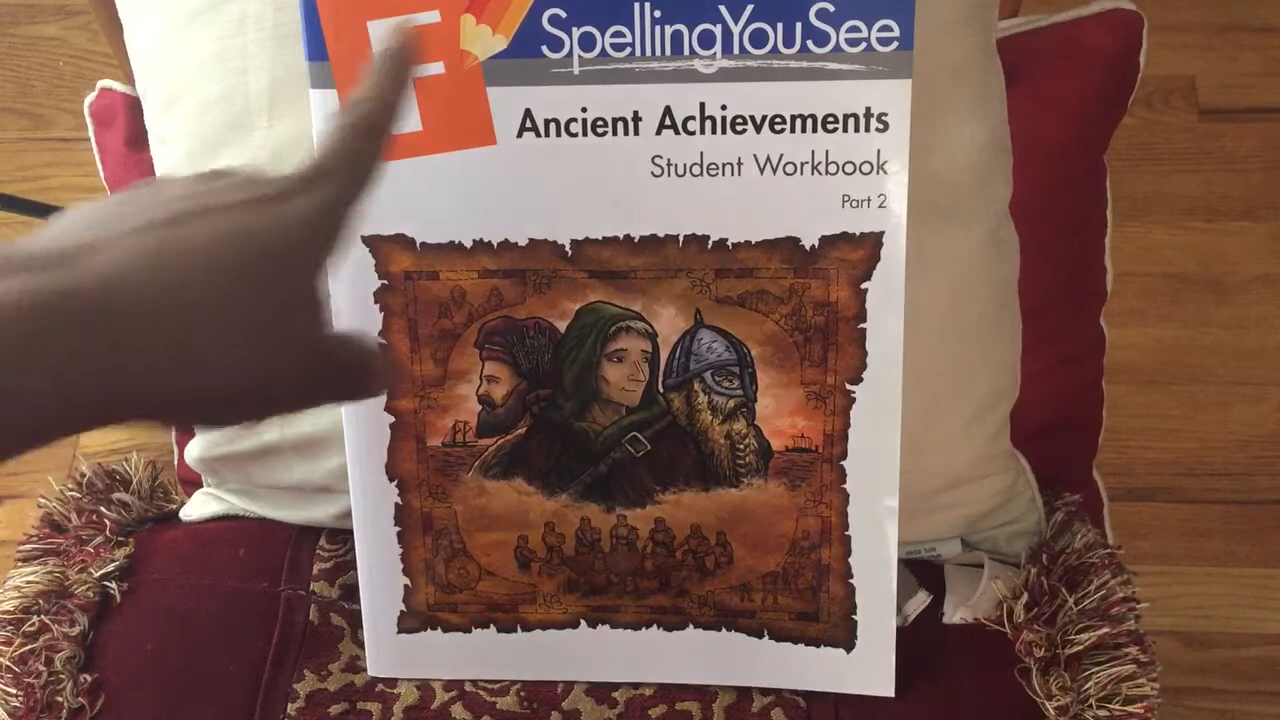 F
SpellingYouSee
Ancient Achievements
Student Workbook
Part 2